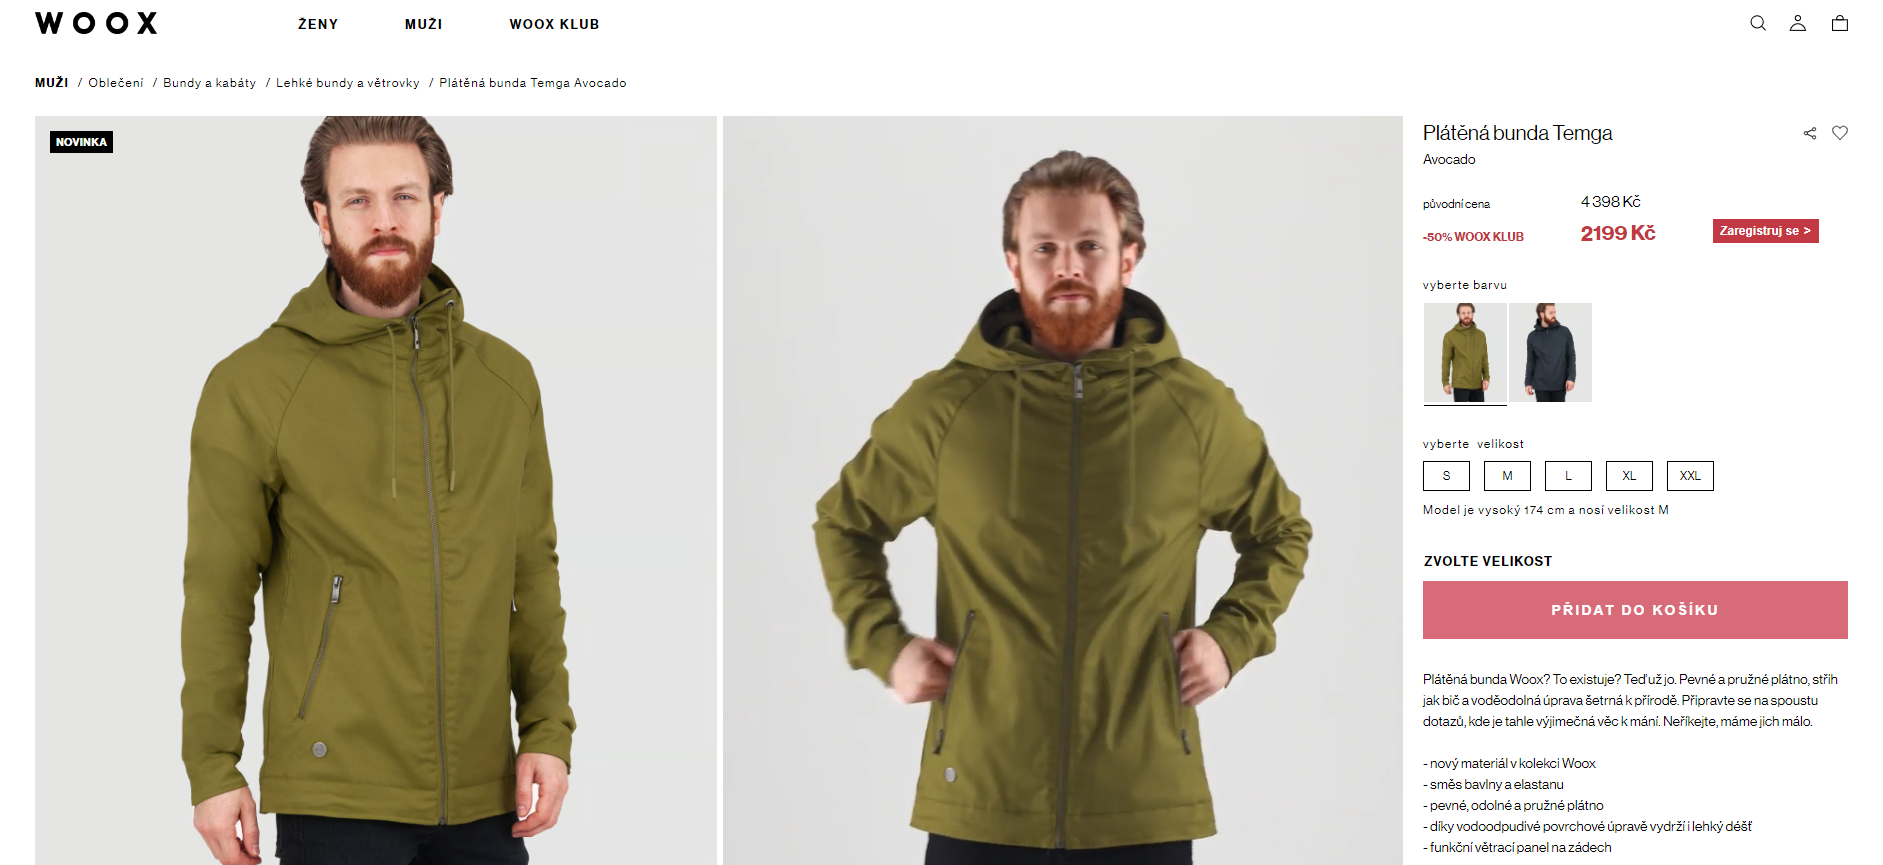 WOOX
ŽENY
MUŽI
WOOX KLUB
MUŽI / Oblečení / Bundy a kabáty / Lehké bundy a větrovky / Plátěná bunda Temga Avocado
NOVINKA
Plátěná bunda Temga
Avocado
původní cena 4 398 Kč
-50% WOOX KLUB 2199 Kč Zaregistruj se >
vyberte barvu
vyberte velikost
S M L XL XXL
Model je vysoký 174 cm a nosí velikost M
ZVOLTE VELIKOST
PŘIDAT DO KOŠÍKU
Plátěná bunda Woox? To existuje? Teď už jo. Pevné a pružné plátno, střih
jak bič a voděodolná úprava šetrná k přírodě. Připravte se na spoustu
dotazů, kde je tahle výjimečná věc k mání. Neříkejte, máme jich málo.
- nový materiál v kolekci Woox
- směs bavlny a elastanu
- pevné, odolné a pružné plátno
- díky vodoodpudivé povrchové úpravě vydrží i lehký déšť
- funkční větrací panel na zádech